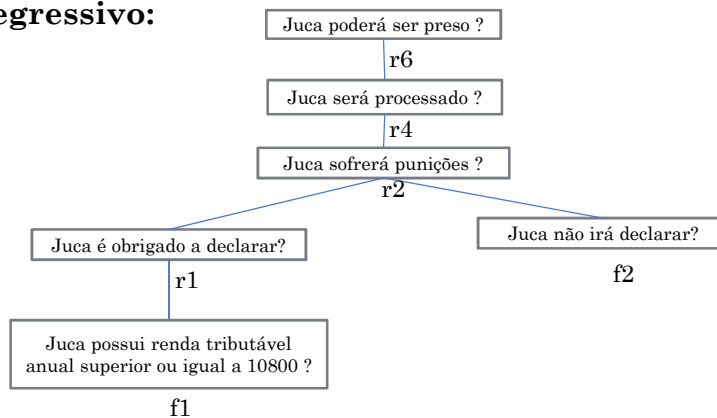 egressivo:
Juca poderá ser preso ?
r6
Juca será processado ?
r4
Juca sofrerá punições ?
r2
Juca é obrigado a declarar?
Juca não irá declarar?
r1
f2
Juca possui renda tributável
anual superior ou igual a 10800 ?
f1